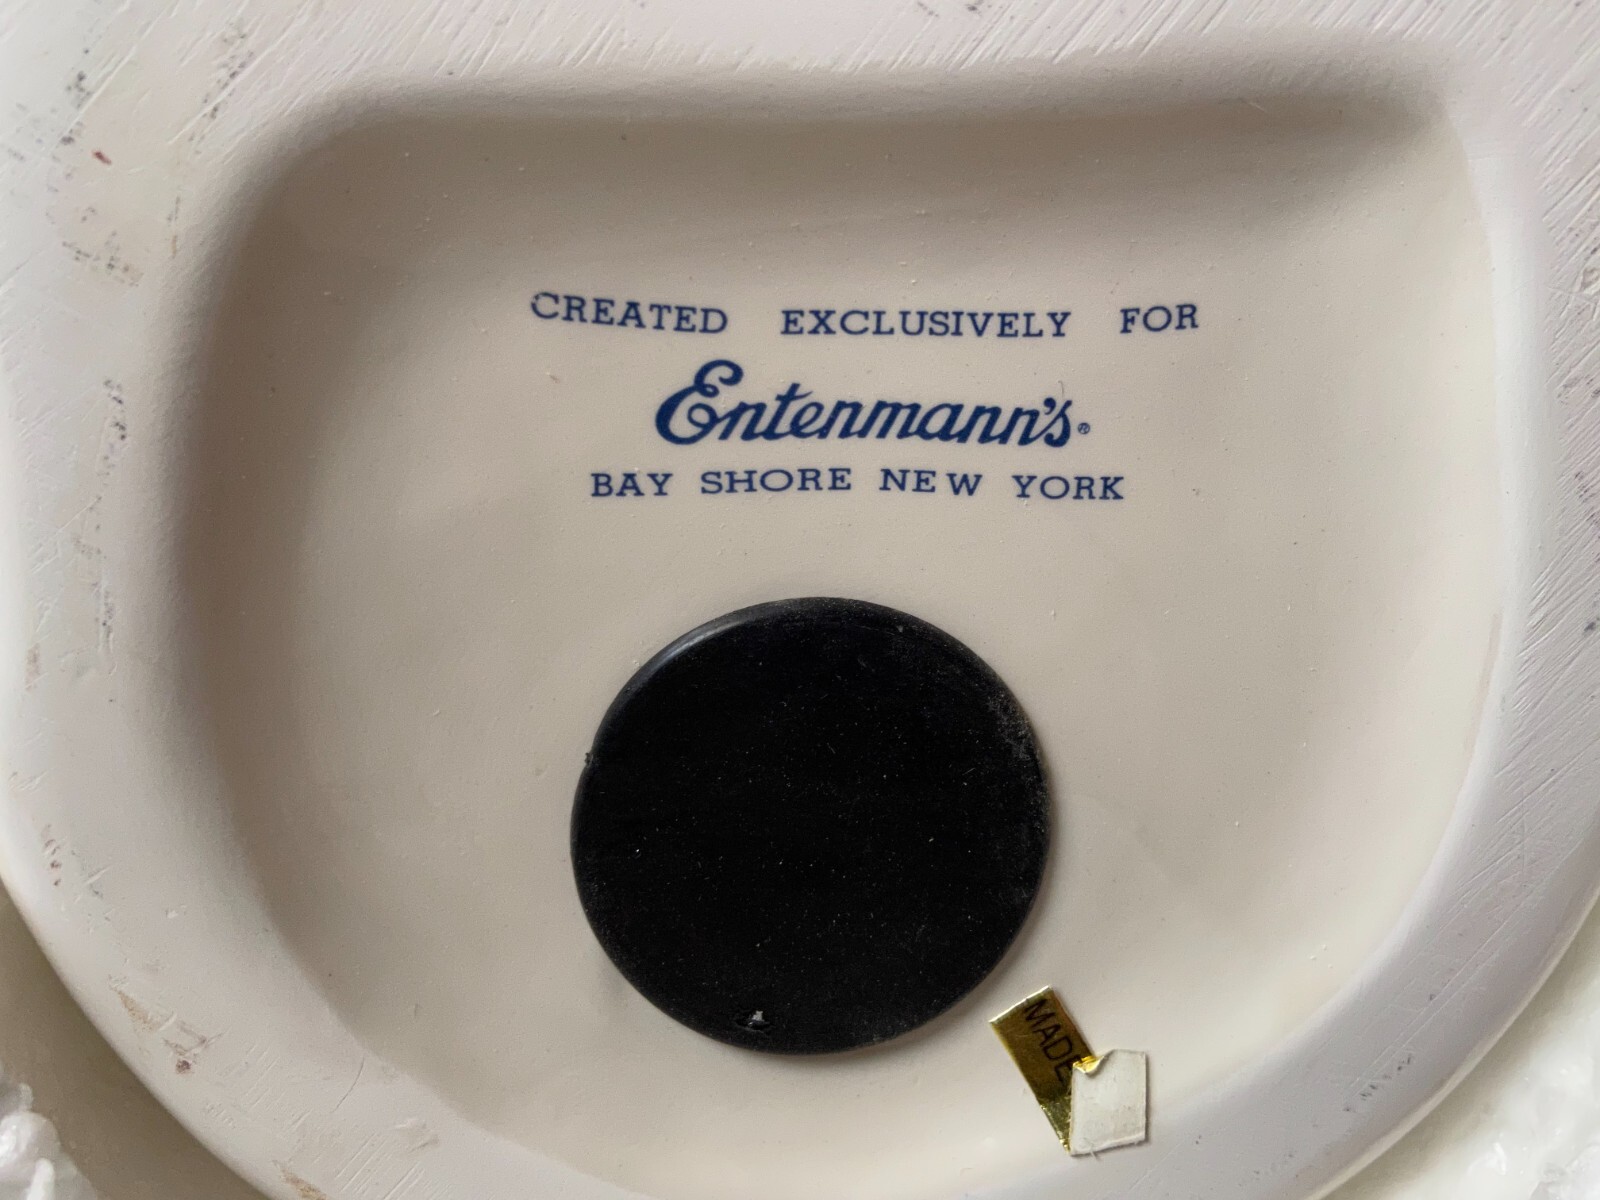 CREATED EXCLUSIVELY FOR
Entenmann's®
BAY SHORE NEW YORK
MADE